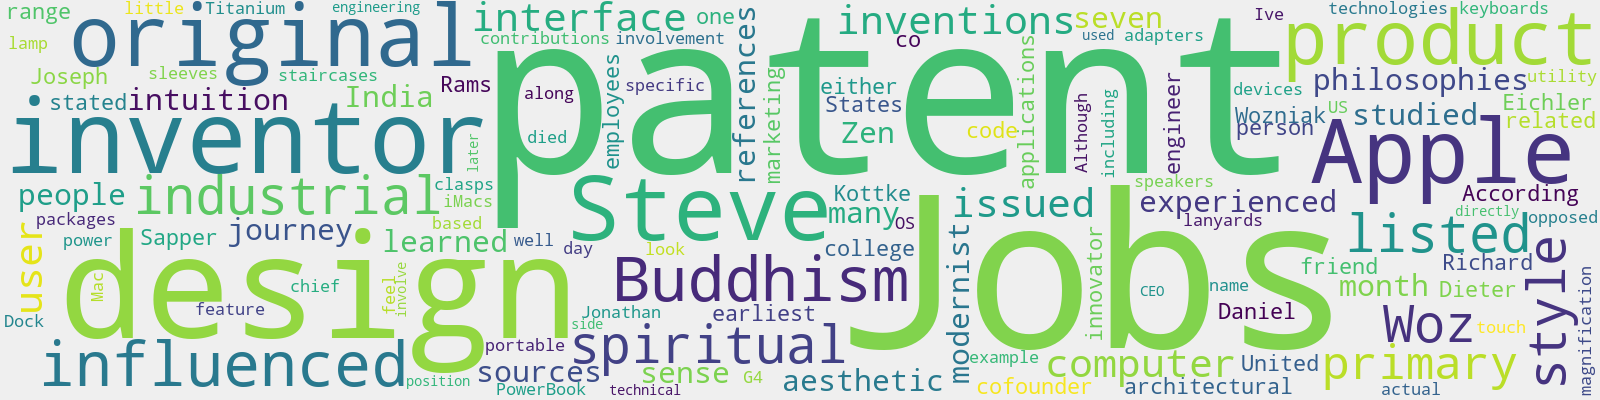 range
little
Titanium
engineering
original
interface
one
references
inventions
seven
Ive
technologies
keyboards
lamp
contributions
involvement
patent
co
used
adapters
product
Joseph
sleeves
staircases
Rams
along
employees
specific
marketing
either
applications
Although
including
engineer
devices
philosophies
utility
stated
intuition
India
States
Wozniak
US
studied
Eichler
inventor
later
died
Zen
code
person
related
Apple
people
industrial
clasps
iMacs
Steve
Kottke
many
OS
modernist
issued
speakers
experienced
According
packages
based
lanyards
listed
directly
opposed
user
power
Sapper
journey
learned
well
day
look
college
innovator
friend
Richard
style
design
Mac
chief
feel
involve
Buddhism
Jobs
CEO
name
month
Dieter
magnification
feature
Jonathan
earliest
Daniel
Dock
side
Woz
touch
influenced
portable
spiritual
example
computer
United
primary
position
sources
sense
G4
aesthetic
PowerBook
technical
cofounder
architectural
actual